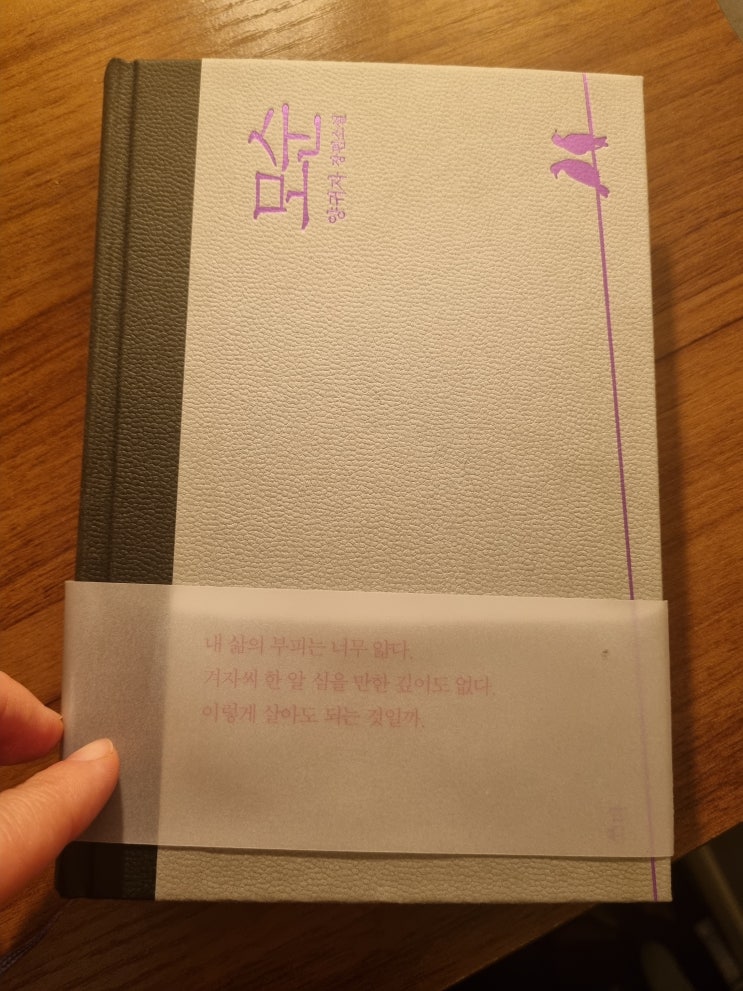 모순
양귀자 장편소설
내 삶의 부피는 너무 얇다.
겨자씨 한 알 심을 만한 깊이도 없다.
이렇게 살아도 되는 것일까.